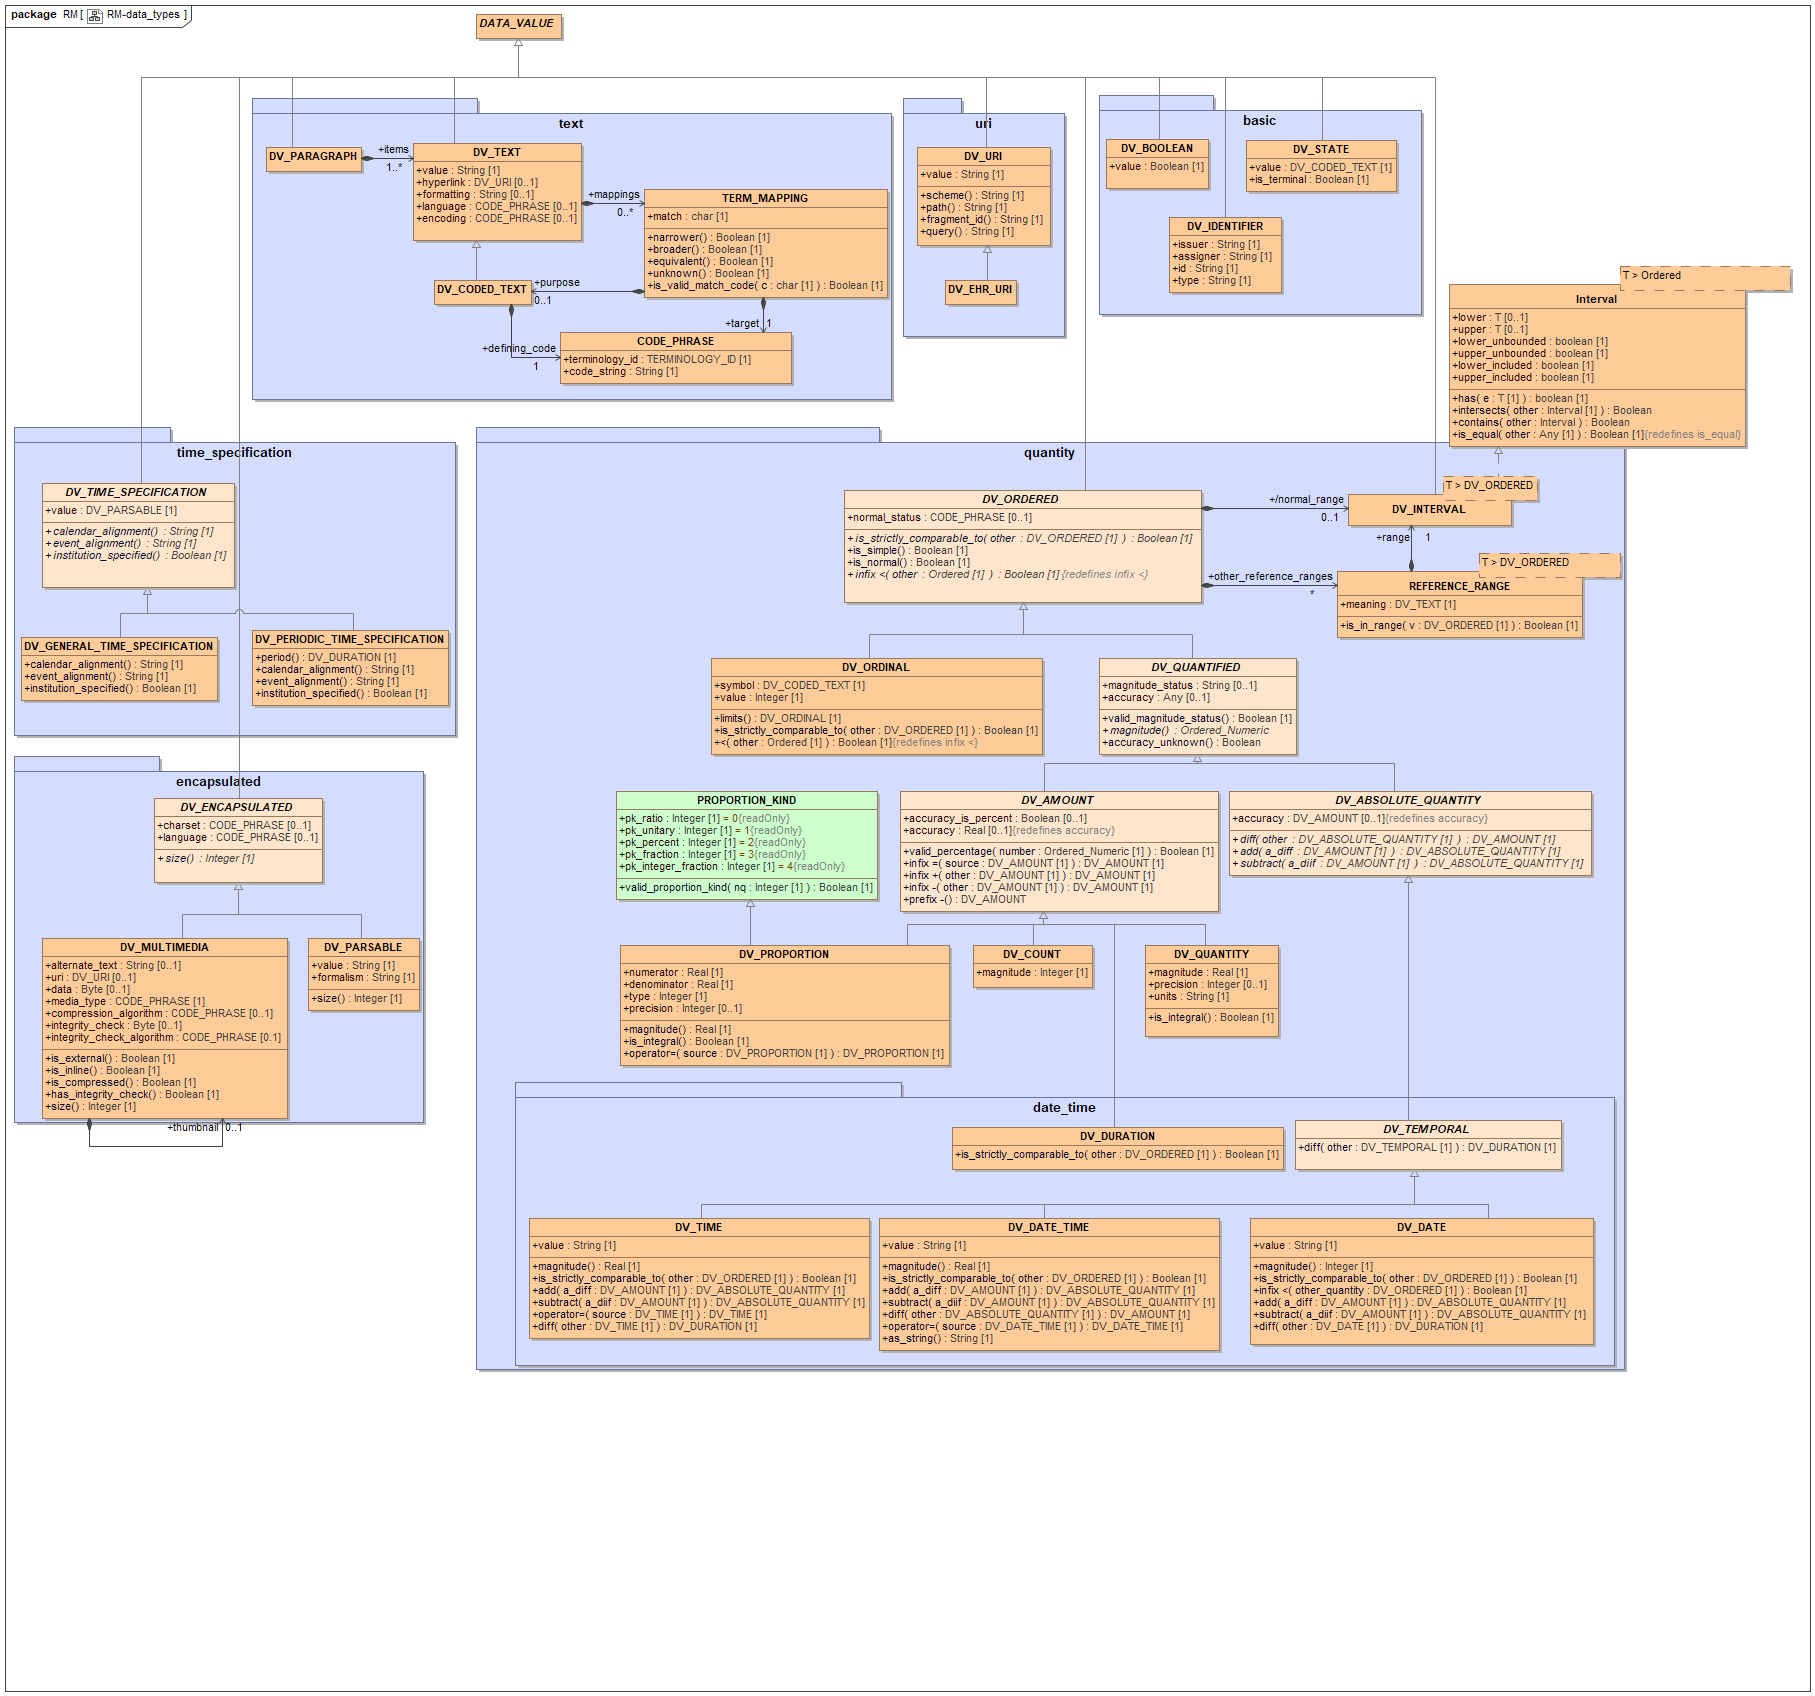 package RM [ RM-data_types ]
DATA_VALUE
text
DV_PARAGRAPH
+items
1..*
DV_TEXT
+value : String [1]
+hyperlink : DV_URI [0..1]
+formatting : String [0..1]
+language : CODE_PHRASE [0..1]
+encoding : CODE_PHRASE [0..1]
+mappings
0..*
TERM_MAPPING
+match : char [1]
+narrower() : Boolean [1]
+broader() : Boolean [1]
+equivalent() : Boolean [1]
+unknown() : Boolean [1]
+is_valid_match_code( c : char [1] ) : Boolean [1]
DV_CODED_TEXT
+purpose
0..1
+target
1
+defining_code
1
CODE_PHRASE
+terminology_id : TERMINOLOGY_ID [1]
+code_string : String [1]
uri
DV_URI
+value : String [1]
+scheme() : String [1]
+path() : String [1]
+fragment_id() : String [1]
+query() : String [1]
DV_EHR_URI
basic
DV_BOOLEAN
+value : Boolean [1]
DV_STATE
+value : DV_CODED_TEXT [1]
+is_terminal : Boolean [1]
DV_IDENTIFIER
+issuer : String [1]
+assigner : String [1]
+id : String [1]
+type : String [1]
T > Ordered
Interval
+lower : T [0..1]
+upper : T [0..1]
+lower_unbounded : boolean [1]
+upper_unbounded : boolean [1]
+lower_included : boolean [1]
+upper_included : boolean [1]
+has( e : T [1] ) : boolean [1]
+intersects( other : Interval [1] ) : Boolean
+contains( other : Interval ) : Boolean
+is_equal( other : Any [1] ) : Boolean [1]{redefines is_equal}
time_specification
DV_TIME_SPECIFICATION
+value : DV_PARSABLE [1]
+calendar_alignment() : String [1]
+event_alignment() : String [1]
+institution_specified() : Boolean [1]
DV_GENERAL_TIME_SPECIFICATION
+calendar_alignment() : String [1]
+event_alignment() : String [1]
+institution_specified() : Boolean [1]
DV_PERIODIC_TIME_SPECIFICATION
+period() : DV_DURATION [1]
+calendar_alignment() : String [1]
+event_alignment() : String [1]
+institution_specified() : Boolean [1]
encapsulated
DV_ENCAPSULATED
+charset : CODE_PHRASE [0..1]
+language : CODE_PHRASE [0..1]
+size() : Integer [1]
DV_MULTIMEDIA
+alternate_text : String [0..1]
+uri : DV_URI [0..1]
+data : Byte [0..1]
+media_type : CODE_PHRASE [1]
+compression_algorithm : CODE_PHRASE [0..1]
+integrity_check : Byte [0..1]
+integrity_check_algorithm : CODE_PHRASE [0.1]
+is_external() : Boolean [1]
+is_inline() : Boolean [1]
+is_compressed() : Boolean [1]
+has_integrity_check() : Boolean [1]
+size() : Integer [1]
+thumbnail
0..1
DV_PARSABLE
+value : String [1]
+formalism : String [1]
+size() : Integer [1]
quantity
DV_ORDERED
+normal_status : CODE_PHRASE [0..1]
+is_strictly_comparable_to( other : DV_ORDERED [1] ) : Boolean [1]
+is_simple() : Boolean [1]
+is_normal() : Boolean [1]
+infix <( other : Ordered [1] ) : Boolean [1]{redefines infix <}
+/normal_range
0..1
T > DV_ORDERED
DV_INTERVAL
+range
1
+other_reference_ranges
*
T > DV_ORDERED
REFERENCE_RANGE
+meaning : DV_TEXT [1]
+is_in_range( v : DV_ORDERED [1] ) : Boolean [1]
DV_ORDINAL
+symbol : DV_CODED_TEXT [1]
+value : Integer [1]
+limits() : DV_ORDINAL [1]
+is_strictly_comparable_to( other : DV_ORDERED [1] ) : Boolean [1]
+<( other : Ordered [1] ) : Boolean [1]{redefines infix <}
DV_QUANTIFIED
+magnitude_status : String [0..1]
+accuracy : Any [0..1]
+valid_magnitude_status() : Boolean [1]
+magnitude() : Ordered_Numeric
+accuracy_unknown() : Boolean
PROPORTION_KIND
+pk_ratio : Integer [1] = 0{readOnly}
+pk_unitary : Integer [1] = 1{readOnly}
+pk_percent : Integer [1] = 2{readOnly}
+pk_fraction : Integer [1] = 3{readOnly}
+pk_integer_fraction : Integer [1] = 4{readOnly}
+valid_proportion_kind( nq : Integer [1] ) : Boolean [1]
DV_AMOUNT
+accuracy_is_percent : Boolean [0..1]
+accuracy : Real [0..1]{redefines accuracy}
+valid_percentage( number : Ordered_Numeric [1] ) : Boolean [1]
+infix =( source : DV_AMOUNT [1] ) : DV_AMOUNT [1]
+infix +( other : DV_AMOUNT [1] ) : DV_AMOUNT [1]
+infix -( other : DV_AMOUNT [1] ) : DV_AMOUNT [1]
+prefix -() : DV_AMOUNT
DV_ABSOLUTE_QUANTITY
+accuracy : DV_AMOUNT [0..1]{redefines accuracy}
+diff( other : DV_ABSOLUTE_QUANTITY [1] ) : DV_AMOUNT [1]
+add( a_diff : DV_AMOUNT [1] ) : DV_ABSOLUTE_QUANTITY [1]
+subtract( a_diif : DV_AMOUNT [1] ) : DV_ABSOLUTE_QUANTITY [1]
DV_PROPORTION
+numerator : Real [1]
+denominator : Real [1]
+type : Integer [1]
+precision : Integer [0..1]
+magnitude() : Real [1]
+is_integral() : Boolean [1]
+operator=( source : DV_PROPORTION [1] ) : DV_PROPORTION [1]
DV_COUNT
+magnitude : Integer [1]
DV_QUANTITY
+magnitude : Real [1]
+precision : Integer [0..1]
+units : String [1]
+is_integral() : Boolean [1]
date_time
DV_DURATION
+is_strictly_comparable_to( other : DV_ORDERED [1] ) : Boolean [1]
DV_TEMPORAL
+diff( other : DV_TEMPORAL [1] ) : DV_DURATION [1]
DV_TIME
+value : String [1]
+magnitude() : Real [1]
+is_strictly_comparable_to( other : DV_ORDERED [1] ) : Boolean [1]
+add( a_diff : DV_AMOUNT [1] ) : DV_ABSOLUTE_QUANTITY [1]
+subtract( a_diif : DV_AMOUNT [1] ) : DV_ABSOLUTE_QUANTITY [1]
+operator=( source : DV_TIME [1] ) : DV_TIME [1]
+diff( other : DV_TIME [1] ) : DV_DURATION [1]
DV_DATE_TIME
+value : String [1]
+magnitude() : Real [1]
+is_strictly_comparable_to( other : DV_ORDERED [1] ) : Boolean [1]
+add( a_diff : DV_AMOUNT [1] ) : DV_ABSOLUTE_QUANTITY [1]
+subtract( a_diif : DV_AMOUNT [1] ) : DV_ABSOLUTE_QUANTITY [1]
+diff( other : DV_ABSOLUTE_QUANTITY [1] ) : DV_AMOUNT [1]
+operator=( source : DV_DATE_TIME [1] ) : DV_DATE_TIME [1]
+as_string() : String [1]
DV_DATE
+value : String [1]
+magnitude() : Integer [1]
+is_strictly_comparable_to( other : DV_ORDERED [1] ) : Boolean [1]
+infix <( other_quantity : DV_ORDERED [1] ) : Boolean [1]
+add( a_diff : DV_AMOUNT [1] ) : DV_ABSOLUTE_QUANTITY [1]
+subtract( a_diif : DV_AMOUNT [1] ) : DV_ABSOLUTE_QUANTITY [1]
+diff( other : DV_DATE [1] ) : DV_DURATION [1]